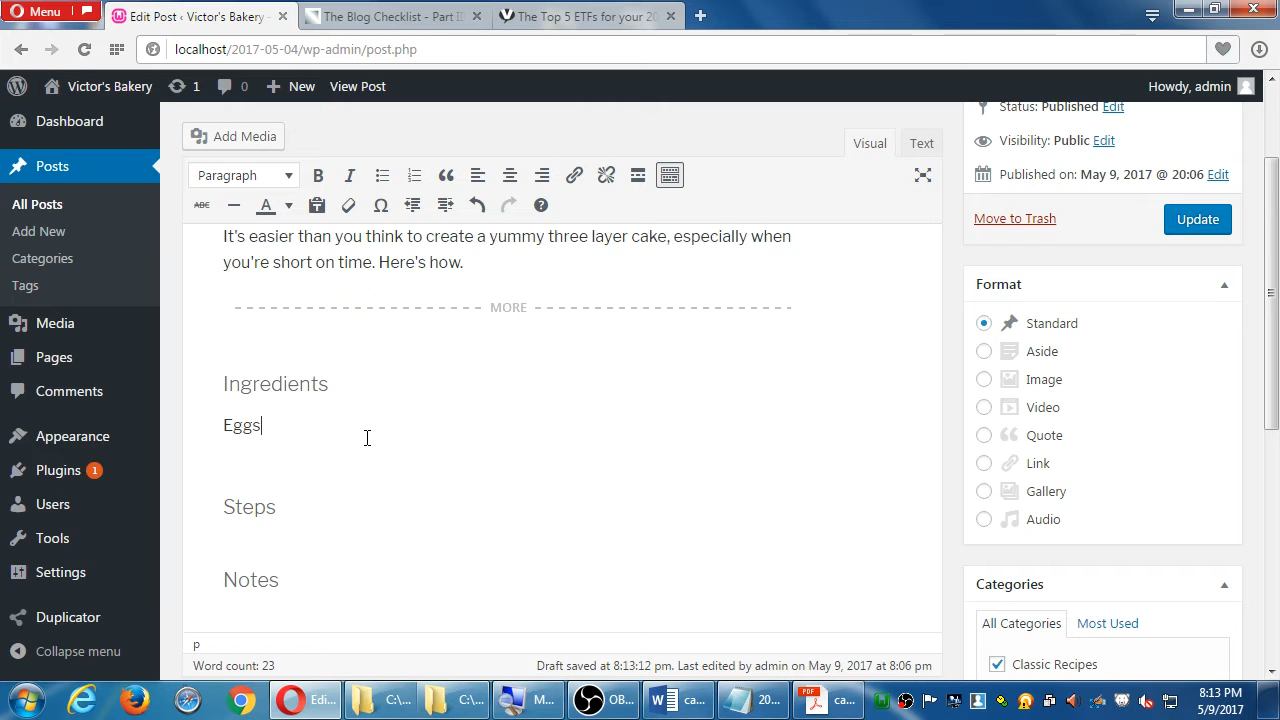 Menu
Edit Post ‹ Victor's Bakery -
The Blog Checklist - Part II
The Top 5 ETFs for your 20
localhost/2017-05-04/wp-admin/post.php
Victor's Bakery 1 0 New View Post Howdy, admin
Dashboard
Posts
All Posts
Add New
Categories
Tags
Media
Pages
Comments
Appearance
Plugins 1
Users
Tools
Settings
Duplicator
Collapse menu
Add Media
Visual Text
Paragraph
ABC
It's easier than you think to create a yummy three layer cake, especially when
you're short on time. Here's how.
MORE
Ingredients
Eggs
Steps
Notes
p
Word count: 23 Draft saved at 8:13:12 pm. Last edited by admin on May 9, 2017 at 8:06 pm
Status: Published Edit
Visibility: Public Edit
Published on: May 9, 2017 @ 20:06 Edit
Move to Trash Update
Format
Standard
Aside
Image
Video
Quote
Link
Gallery
Audio
Categories
All Categories Most Used
Classic Recipes
Edi... C:\... C:\... M... OB... ca... 20... ca...
8:13 PM
5/9/2017